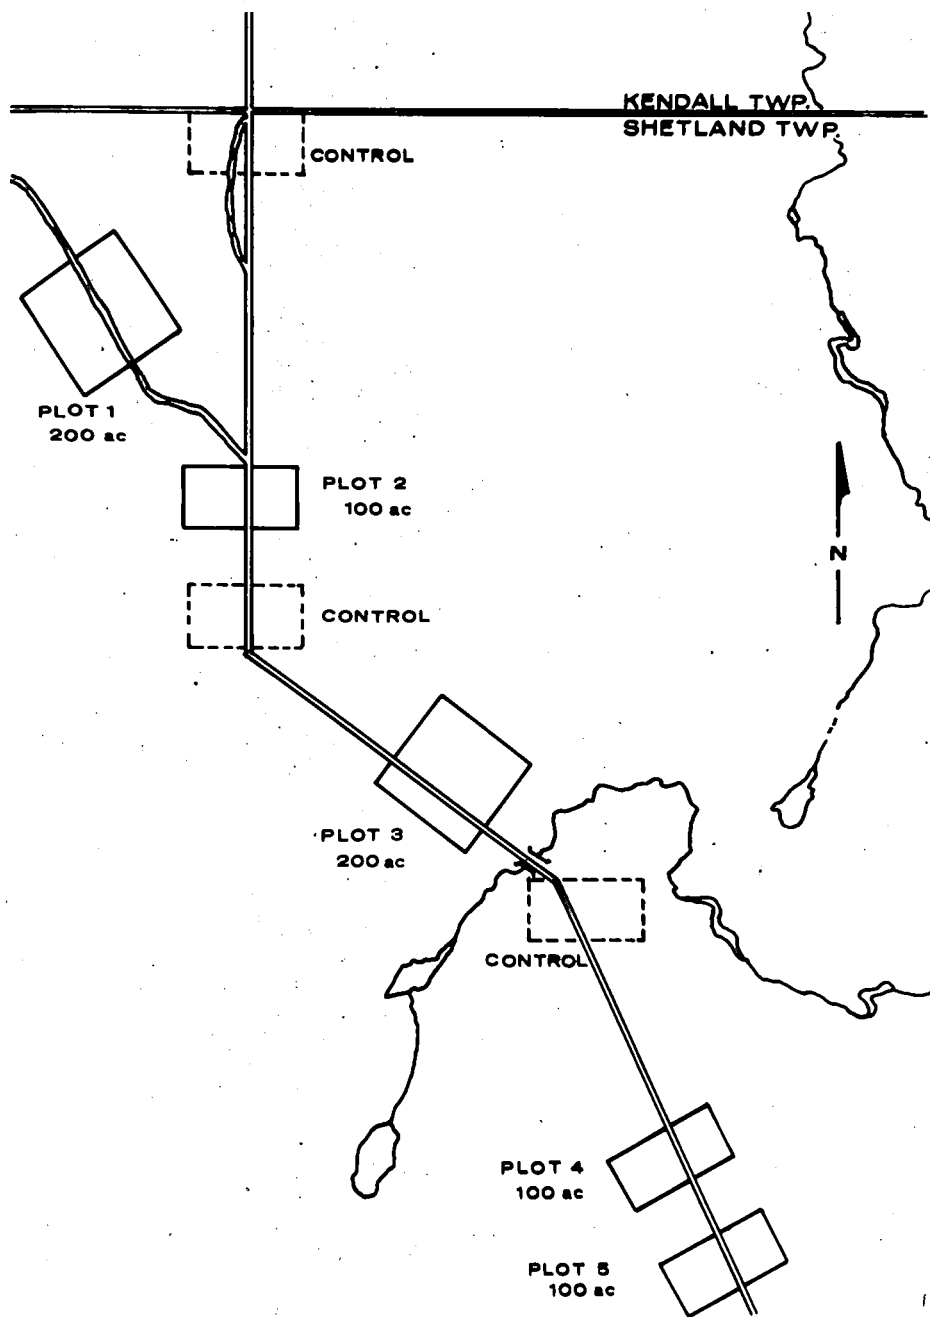 KENDALL TWP.
SHETLAND TWP.
CONTROL
PLOT 1
200 ac
PLOT 2
100 ac
N
CONTROL
PLOT 3
200 ac
CONTROL
PLOT 4
100 ac
PLOT 5
100 ac